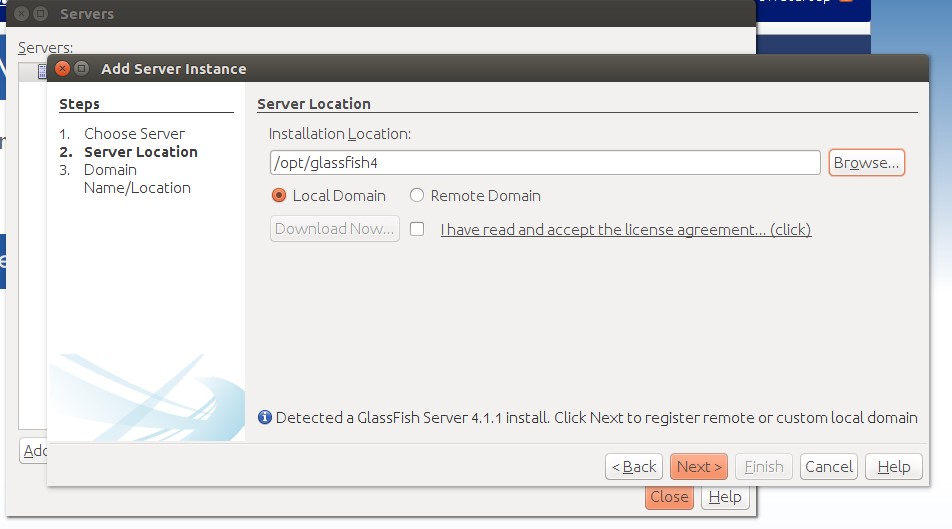 Servers
Servers:
Add Server Instance
Steps
1. Choose Server
2. Server Location
3. Domain
Name/Location
Server Location
Installation Location:
/opt/glassfish4
Browse...
Local Domain
Remote Domain
Download Now...
I have read and accept the license agreement... (click)
Detected a GlassFish Server 4.1.1 install. Click Next to register remote or custom local domain
< Back
Next >
Finish
Cancel
Help
Close
Help